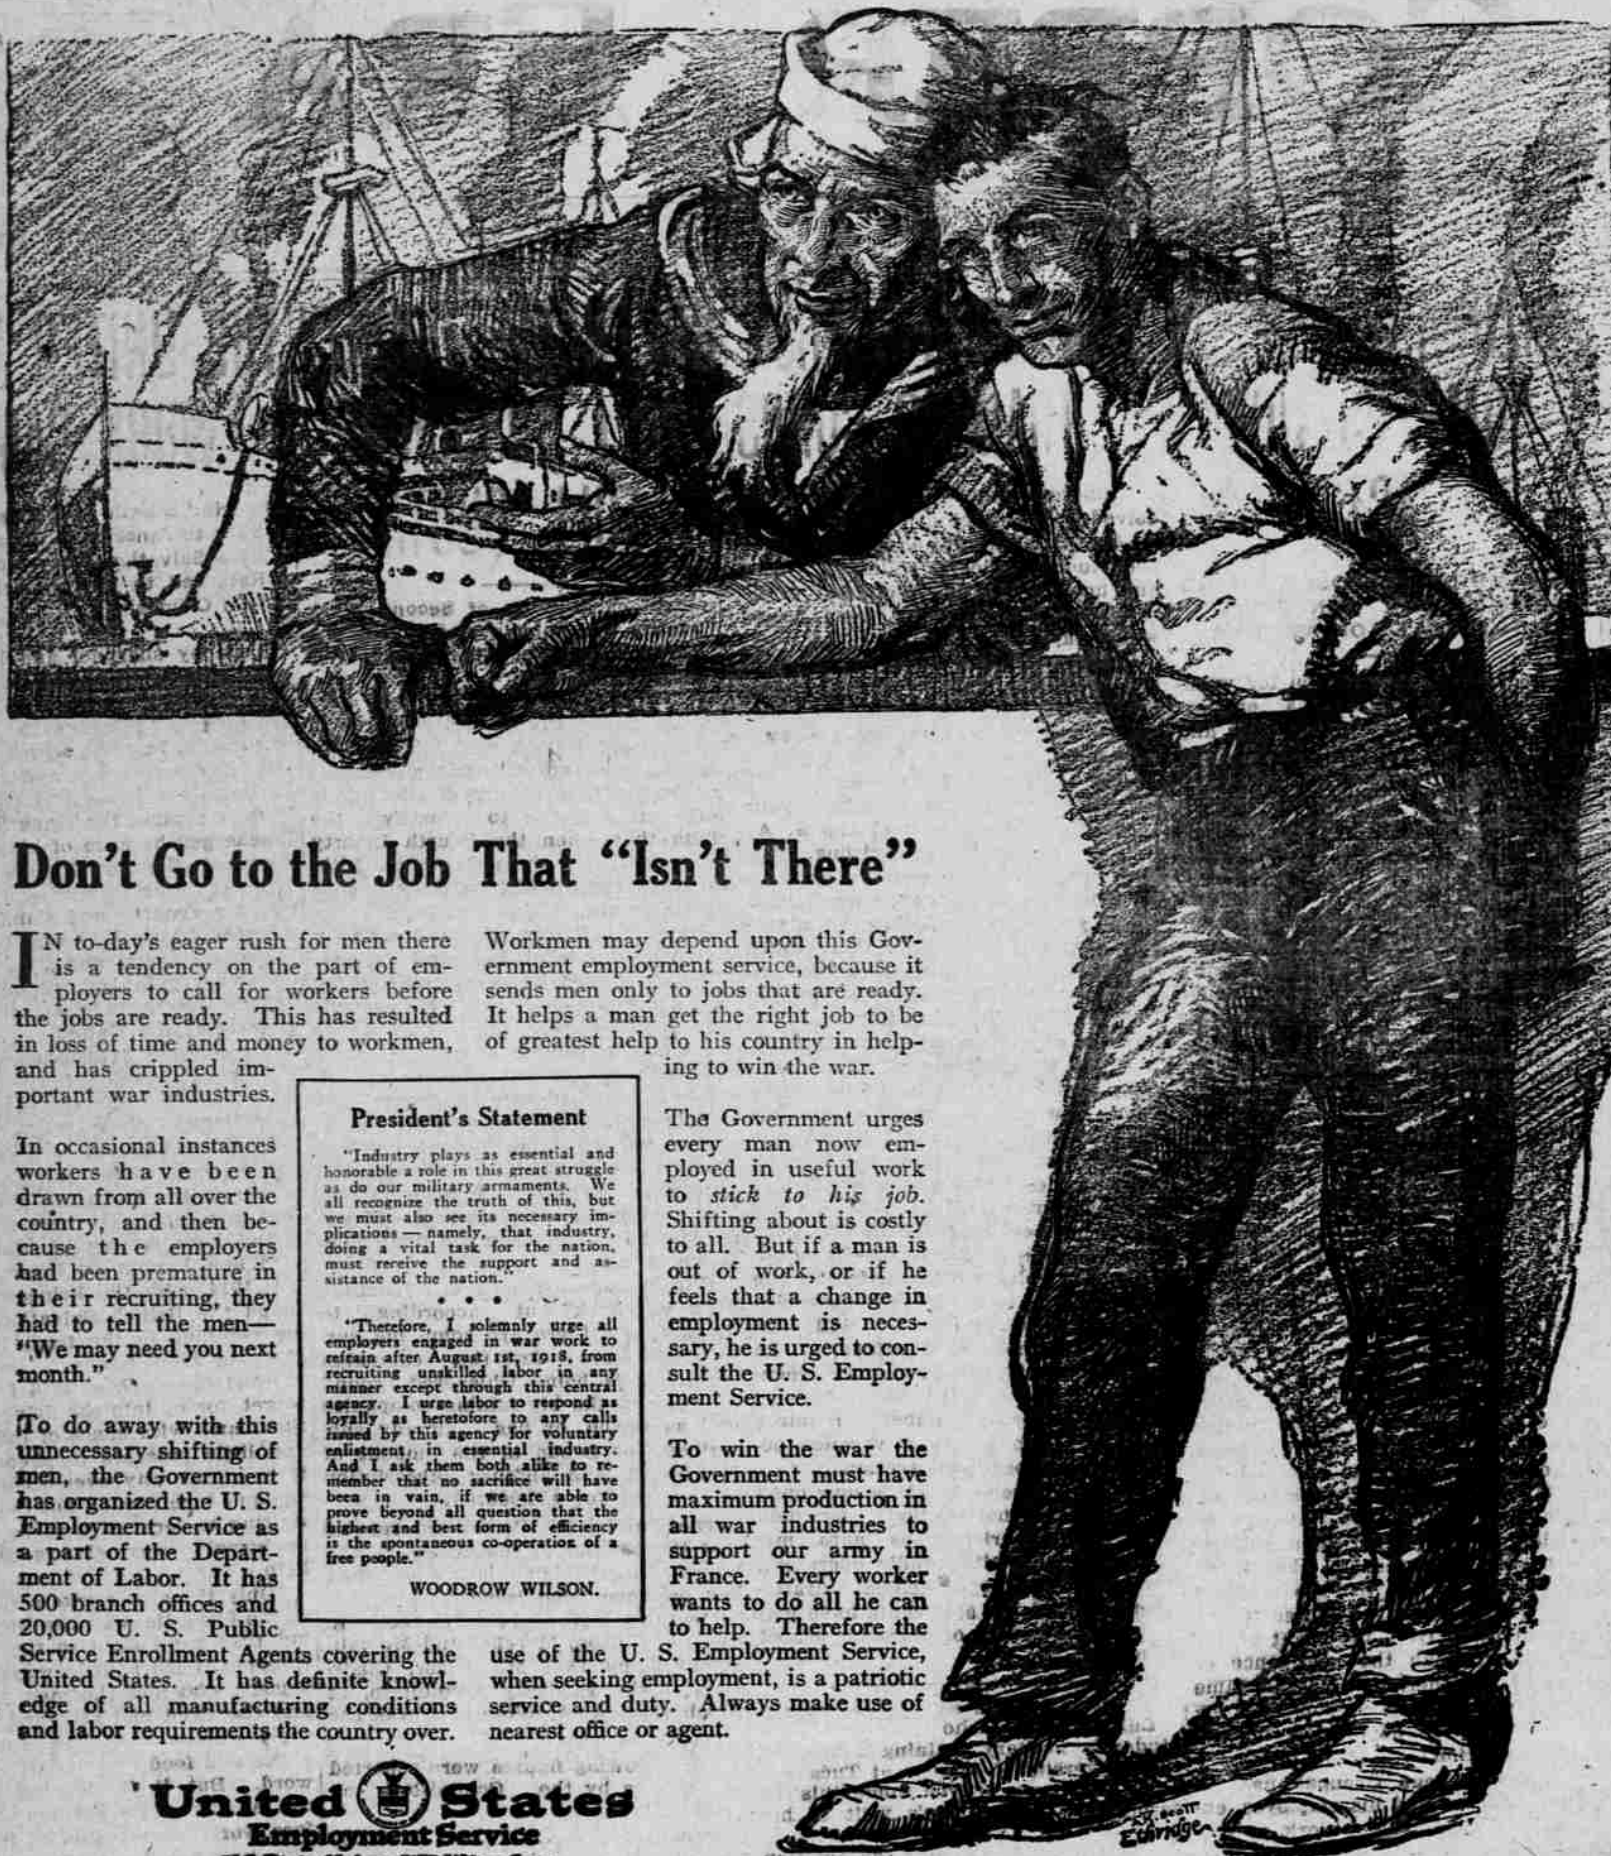 Don't Go to the Job That "Isn't There"
IN to-day's eager rush for men there
is a tendency on the part of em-
ployers to call for workers before
the jobs are ready. This has resulted
in loss of time and money to workmen,
and has crippled im-
portant war industries.
In occasional instances
workers have been
drawn from all over the
country, and then be-
cause the employers
had been premature in
their recruiting, they
had to tell the men—
"We may need you next
month."
To do away with this
unnecessary shifting of
men, the Government
has organized the U. S.
Employment Service as
a part of the Depart-
ment of Labor. It has
500 branch offices and
20,000 U. S. Public
Service Enrollment Agents covering the
United States. It has definite knowl-
edge of all manufacturing conditions
and labor requirements the country over.
President's Statement
"Industry plays as essential and
honorable a role in this great struggle
as do our military armaments. We
all recognize the truth of this, but
we must also see its necessary im-
plications — namely, that industry,
doing a vital task for the nation,
must receive the support and as-
sistance of the nation."
• • •
"Therefore, I solemnly urge all
employers engaged in war work to
refrain after August 1st, 1918, from
recruiting unskilled labor in any
manner except through this central
agency. I urge labor to respond as
loyally as heretofore to any calls
issued by this agency for voluntary
enlistment in essential industry.
And I ask them both alike to re-
member that no sacrifice will have
been in vain, if we are able to
prove beyond all question that the
highest and best form of efficiency
is the spontaneous co-operation of a
free people."
WOODROW WILSON.
Workmen may depend upon this Gov-
ernment employment service, because it
sends men only to jobs that are ready.
It helps a man get the right job to be
of greatest help to his country in help-
ing to win the war.
The Government urges
every man now em-
ployed in useful work
to stick to his job.
Shifting about is costly
to all. But if a man is
out of work, or if he
feels that a change in
employment is neces-
sary, he is urged to con-
sult the U. S. Employ-
ment Service.
To win the war the
Government must have
maximum production in
all war industries to
support our army in
France. Every worker
wants to do all he can
to help. Therefore the
use of the U. S. Employment Service,
when seeking employment, is a patriotic
service and duty. Always make use of
nearest office or agent.
United States
Employment Service
Ethridge